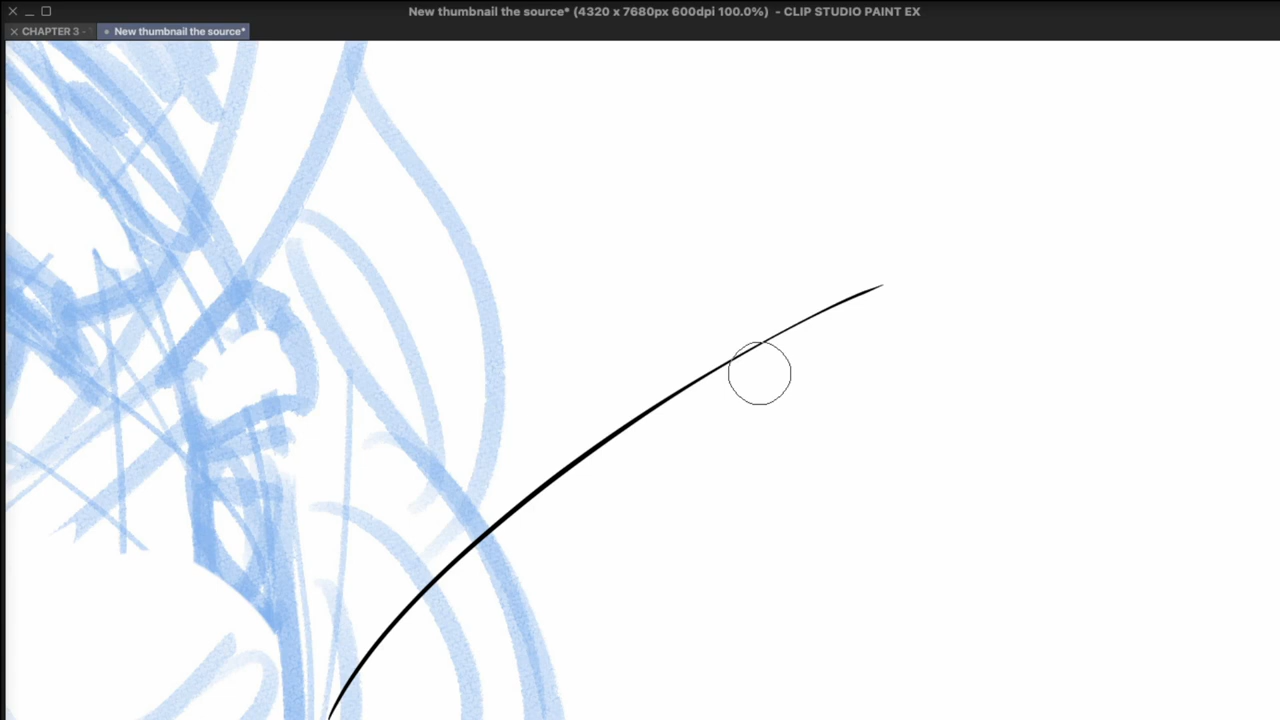 New thumbnail the source* (4320 x 7680px 600dpi 100.0%) - CLIP STUDIO PAINT EX
CHAPTER 3 -
New thumbnail the source*